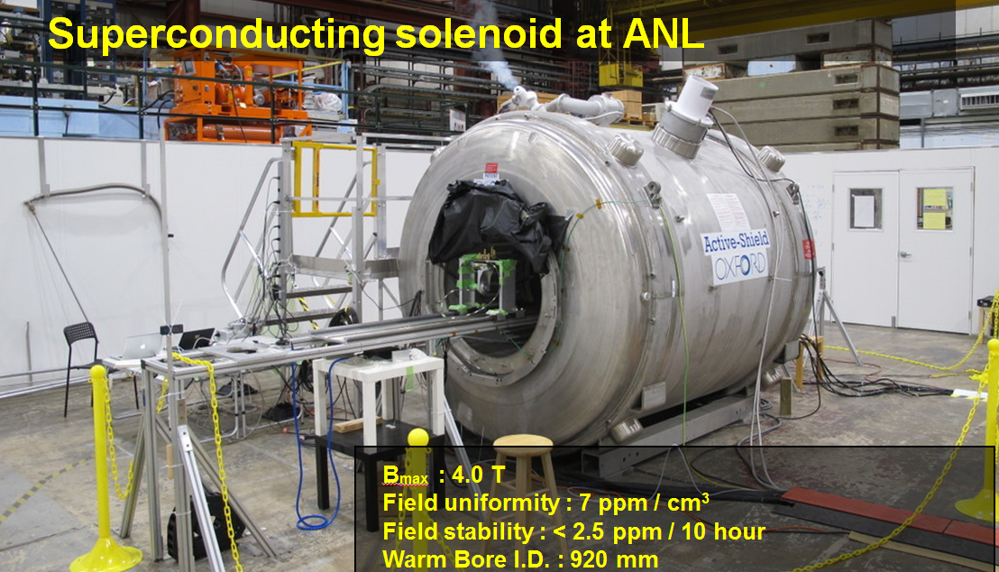 Superconducting solenoid at ANL
Active-Shield
OXFORD
Bmax : 4.0 T
Field uniformity : 7 ppm / cm³
Field stability : < 2.5 ppm / 10 hour
Warm Bore I.D. : 920 mm